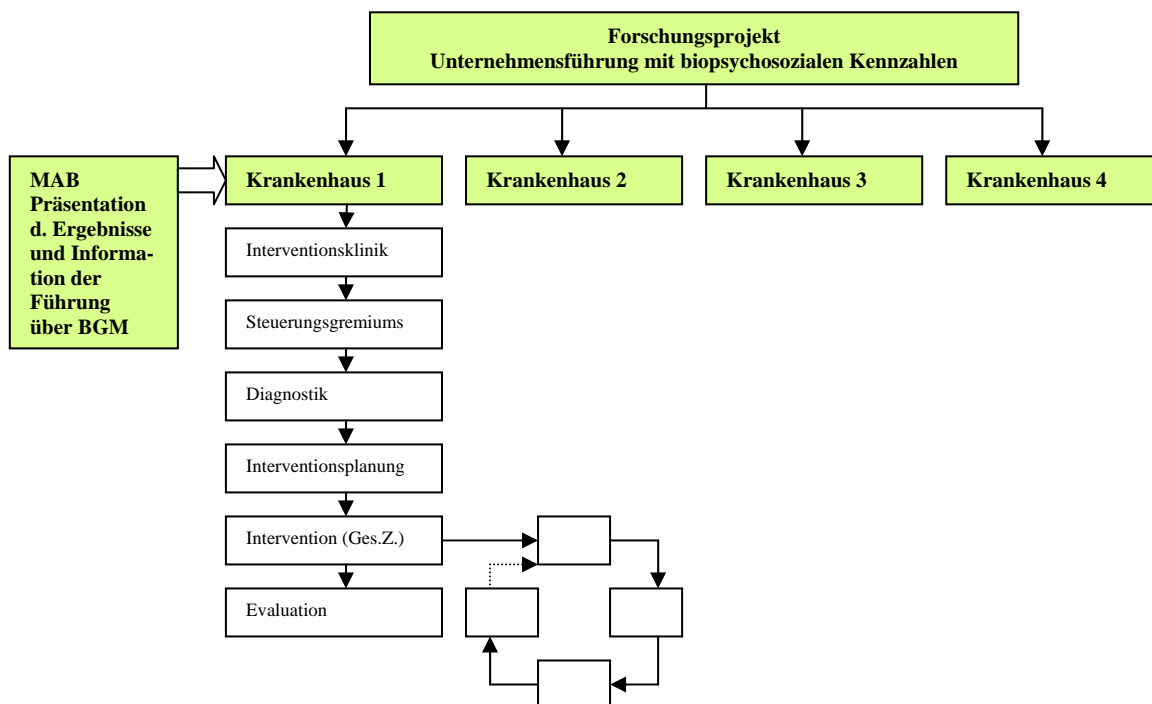 Forschungsprojekt
Unternehmensführung mit biopsychosozialen Kennzahlen
MAB
Präsentation
d. Ergebnisse
und Informa-
tion der
Führung
über BGM
Krankenhaus 1
Krankenhaus 2
Krankenhaus 3
Krankenhaus 4
Interventionsklinik
Steuerungsgremiums
Diagnostik
Interventionsplanung
Intervention (Ges.Z.)
Evaluation